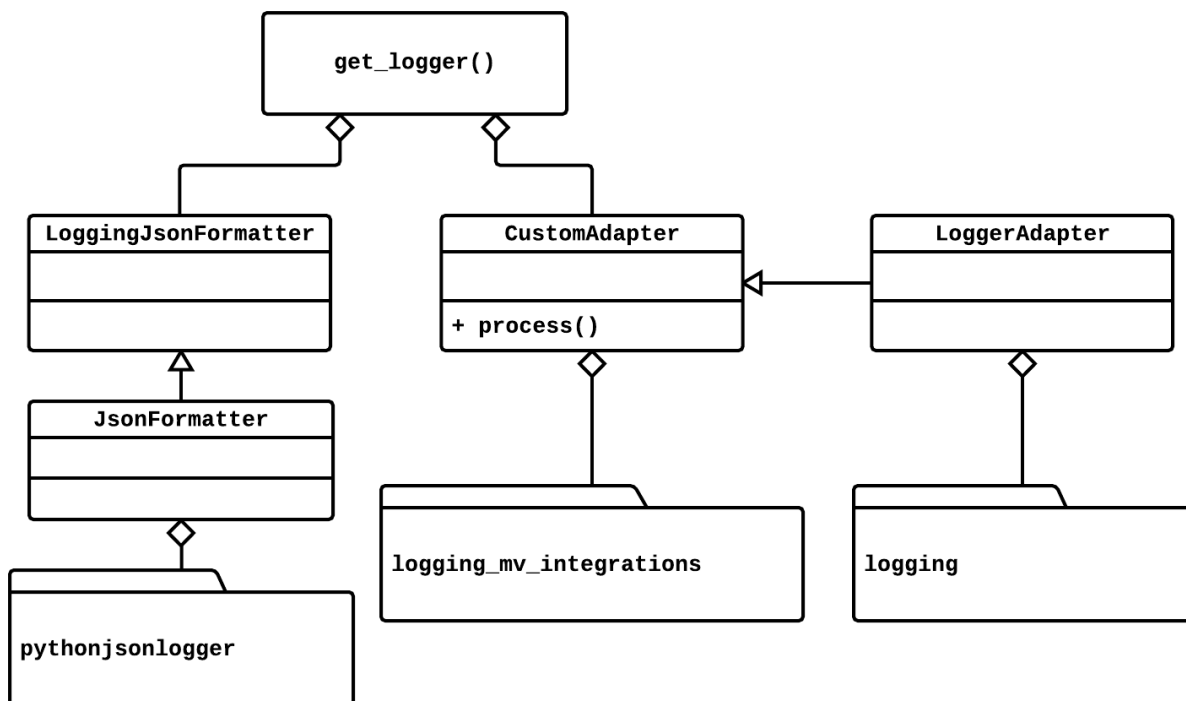 get_logger()
LoggingJsonFormatter
CustomAdapter
+ process()
LoggerAdapter
JsonFormatter
logging_mv_integrations
logging
pythonjsonlogger